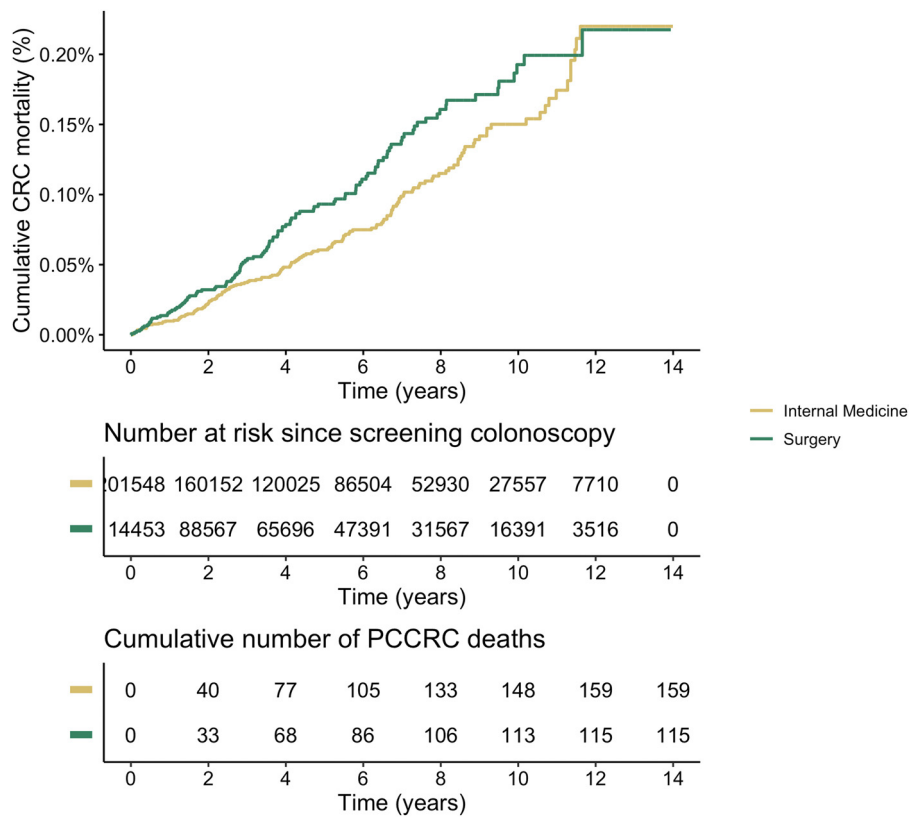 Cumulative CRC mortality (%)
0.20%
0.15%
0.10%
0.05%
0.00%
0 2 4 6 8 10 12 14
Time (years)
Internal Medicine
Surgery
Number at risk since screening colonoscopy
01548 160152 120025 86504 52930 27557 7710 0
14453 88567 65696 47391 31567 16391 3516 0
0 2 4 6 8 10 12 14
Time (years)
Cumulative number of PCCRC deaths
0 40 77 105 133 148 159 159
0 33 68 86 106 113 115 115
0 2 4 6 8 10 12 14
Time (years)